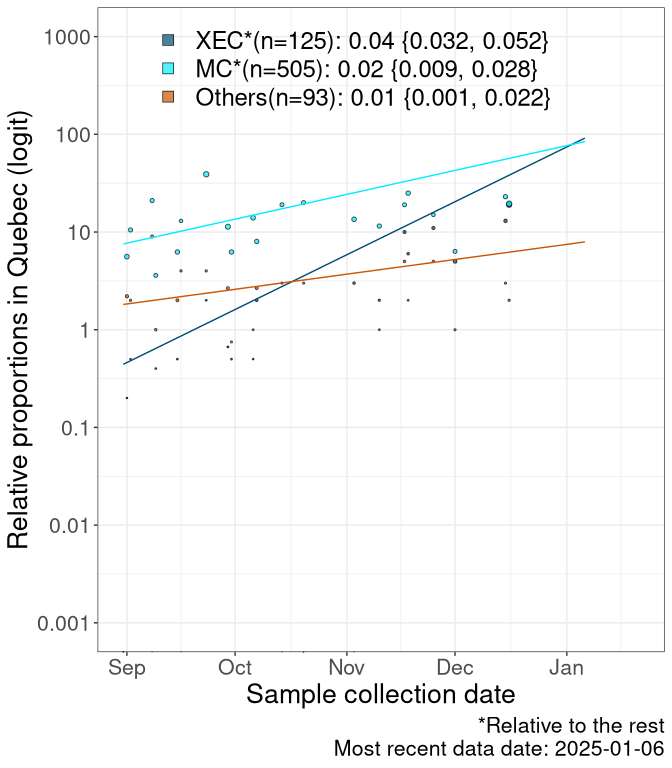 XEC*(n=125): 0.04 {0.032, 0.052}
MC*(n=505): 0.02 {0.009, 0.028}
Others(n=93): 0.01 {0.001, 0.022}
Relative proportions in Quebec (logit)
1000
100
10
1
0.1
0.01
0.001
Sep Oct Nov Dec Jan
Sample collection date
*Relative to the rest
Most recent data date: 2025-01-06